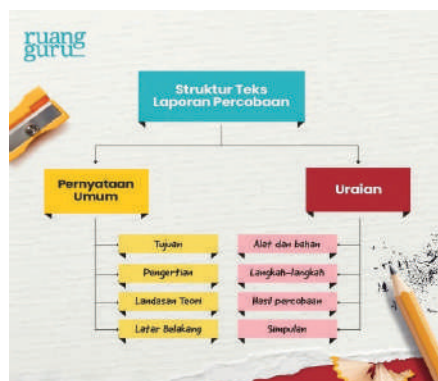 ruang
guru
Struktur Teks
Laporan Percobaan
Pernyataan
Umum
Uraian
Tujuan
Pengertian
Landasan Teori
Latar Belakang
Alat dan bahan
Langkah-langkah
Hasil percobaan
Simpulan